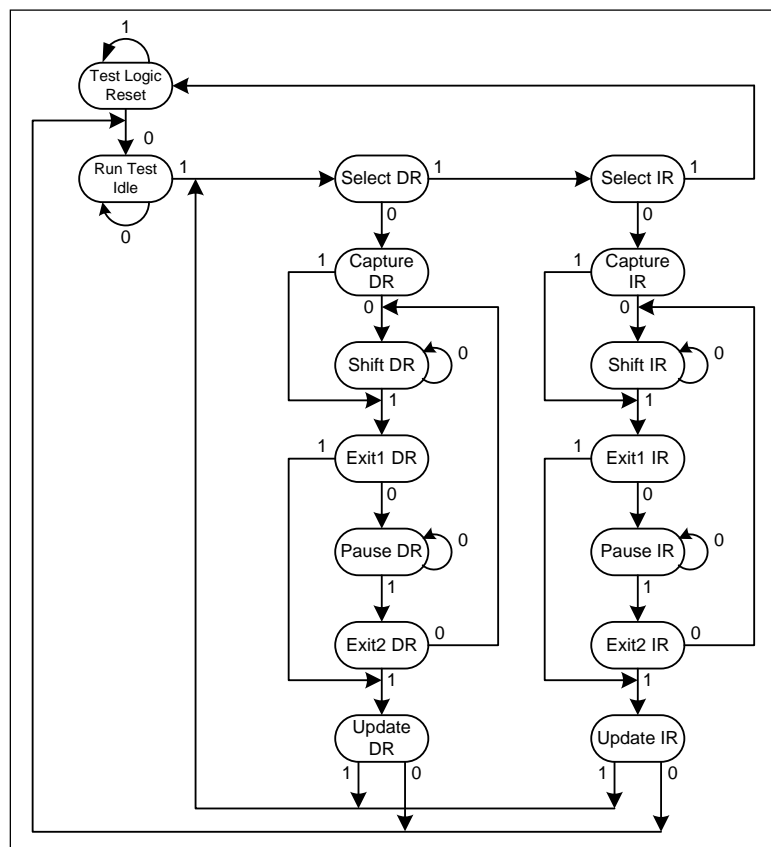 1
Test Logic
Reset
0
Run Test
Idle
1
0
Select DR
1
0
Select IR
1
0
1
Capture
DR
0
1
Capture
IR
0
Shift DR
0
1
Shift IR
0
1
1
Exit1 DR
0
1
Exit1 IR
0
Pause DR
0
1
Pause IR
0
1
Exit2 DR
0
1
Exit2 IR
0
1
Update
DR
1
0
Update IR
1
0